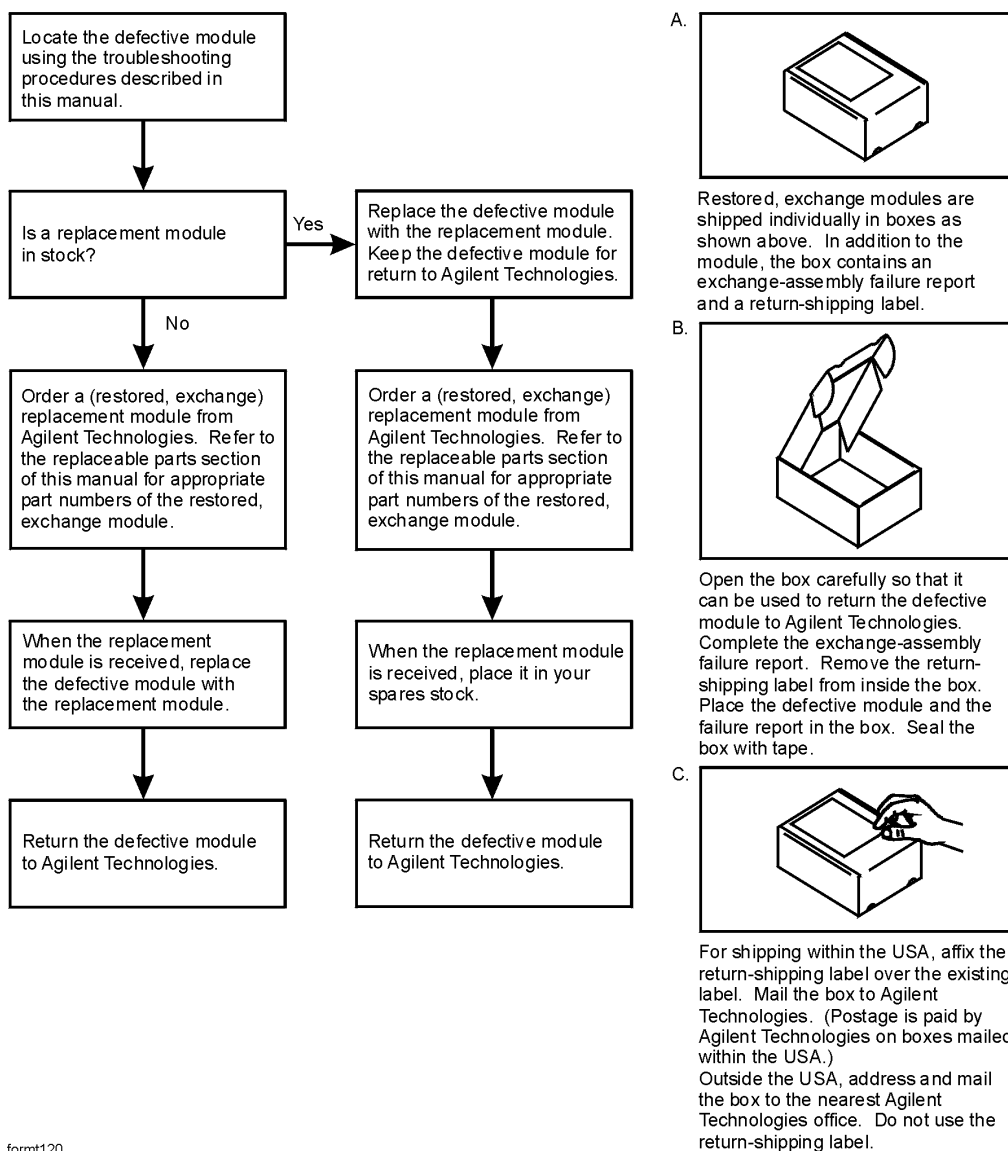 Locate the defective module
using the troubleshooting
procedures described in
this manual.
Is a replacement module
in stock?
Yes
Replace the defective module
with the replacement module.
Keep the defective module for
return to Agilent Technologies.
No
Order a (restored, exchange)
replacement module from
Agilent Technologies. Refer to
the replaceable parts section
of this manual for appropriate
part numbers of the restored,
exchange module.
Order a (restored, exchange)
replacement module from
Agilent Technologies. Refer to
the replaceable parts section
of this manual for appropriate
part numbers of the restored,
exchange module.
When the replacement
module is received, replace
the defective module with
the replacement module.
When the replacement module
is received, place it in your
spares stock.
Return the defective module
to Agilent Technologies.
Return the defective module
to Agilent Technologies.
A.
Restored, exchange modules are
shipped individually in boxes as
shown above. In addition to the
module, the box contains an
exchange-assembly failure report
and a return-shipping label.
B.
Open the box carefully so that it
can be used to return the defective
module to Agilent Technologies.
Complete the exchange-assembly
failure report. Remove the return-
shipping label from inside the box.
Place the defective module and the
failure report in the box. Seal the
box with tape.
C.
For shipping within the USA, affix the
return-shipping label over the existing
label. Mail the box to Agilent
Technologies. (Postage is paid by
Agilent Technologies on boxes mailed
within the USA.)
Outside the USA, address and mail
the box to the nearest Agilent
Technologies office. Do not use the
return-shipping label.
formt120